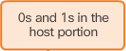 0s and 1s in the
host portion